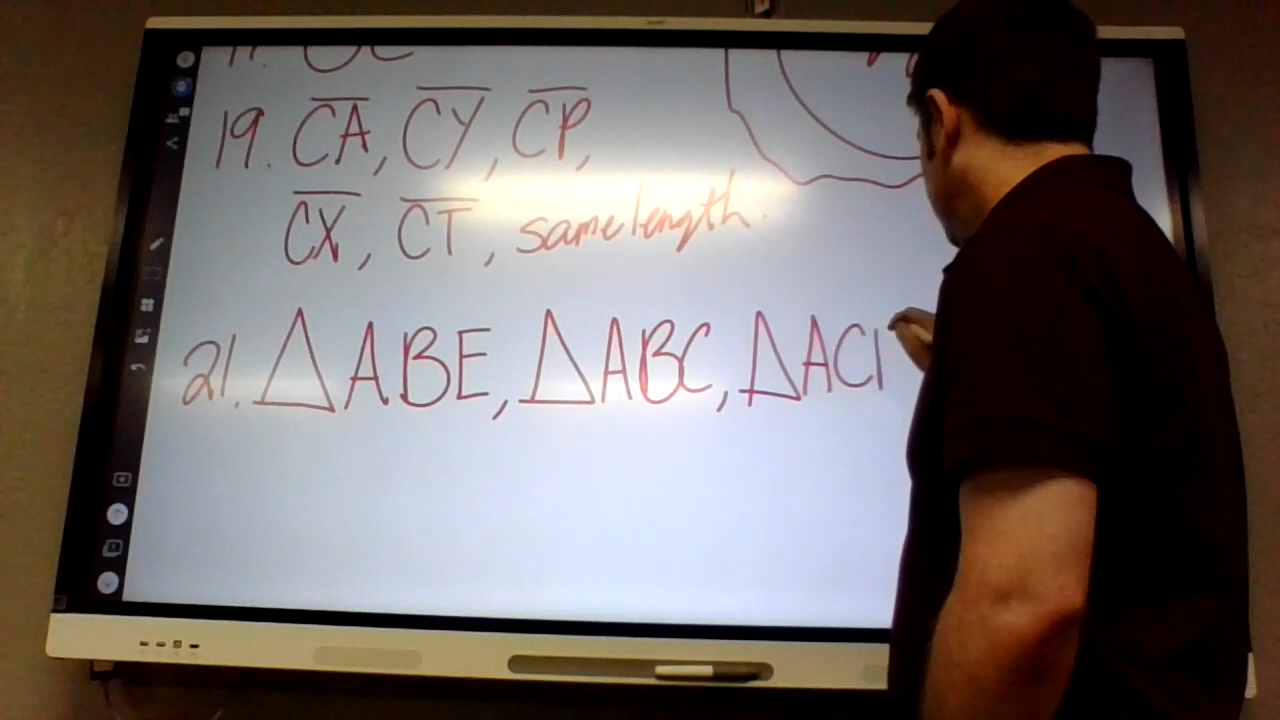 19. CA, CY, CP,
CX, CT, same length.
21. △ABE, △ABC, △ACI